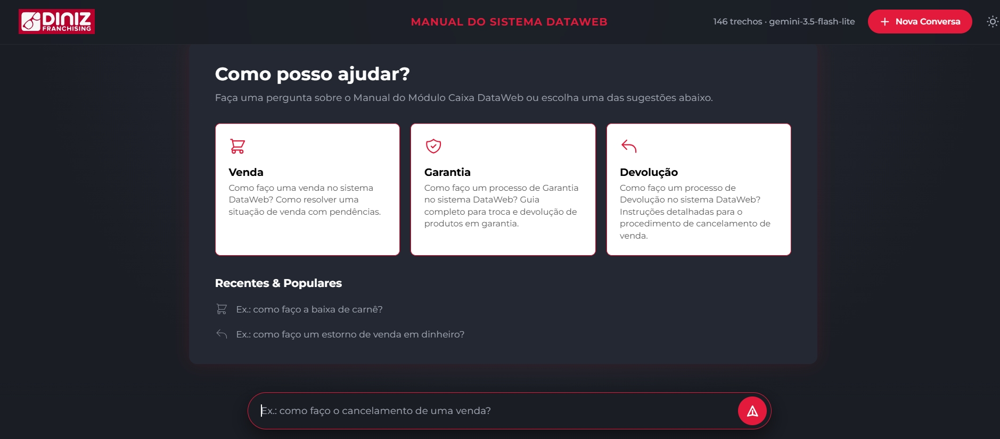 DINIZ
FRANCHISING
MANUAL DO SISTEMA DATAWEB
146 trechos · gemini-3.5-flash-lite
Nova Conversa
Como posso ajudar?
Faça uma pergunta sobre o Manual do Módulo Caixa DataWeb ou escolha uma das sugestões abaixo.
Venda
Como faço uma venda no sistema
DataWeb? Como resolver uma
situação de venda com pendências.
Garantia
Como faço um processo de Garantia
no sistema DataWeb? Guia
completo para troca e devolução de
produtos em garantia.
Devolução
Como faço um processo de
Devolução no sistema DataWeb?
Instruções detalhadas para o
procedimento de cancelamento de
venda.
Recentes & Populares
Ex.: como faço a baixa de carnê?
Ex.: como faço um estorno de venda em dinheiro?
Ex.: como faço o cancelamento de uma venda?